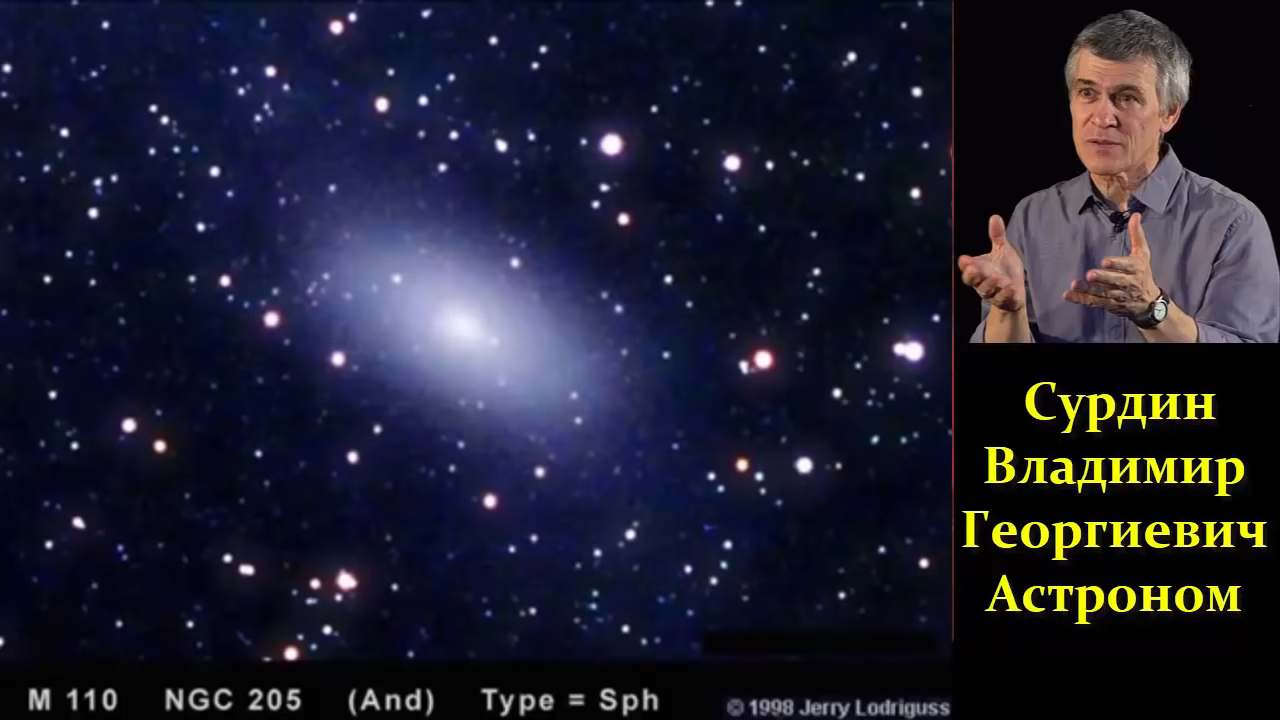 Сурдин
Владимир
Георгиевич
Астроном
M 110 NGC 205 (And) Type = Sph
© 1998 Jerry Lodriguss